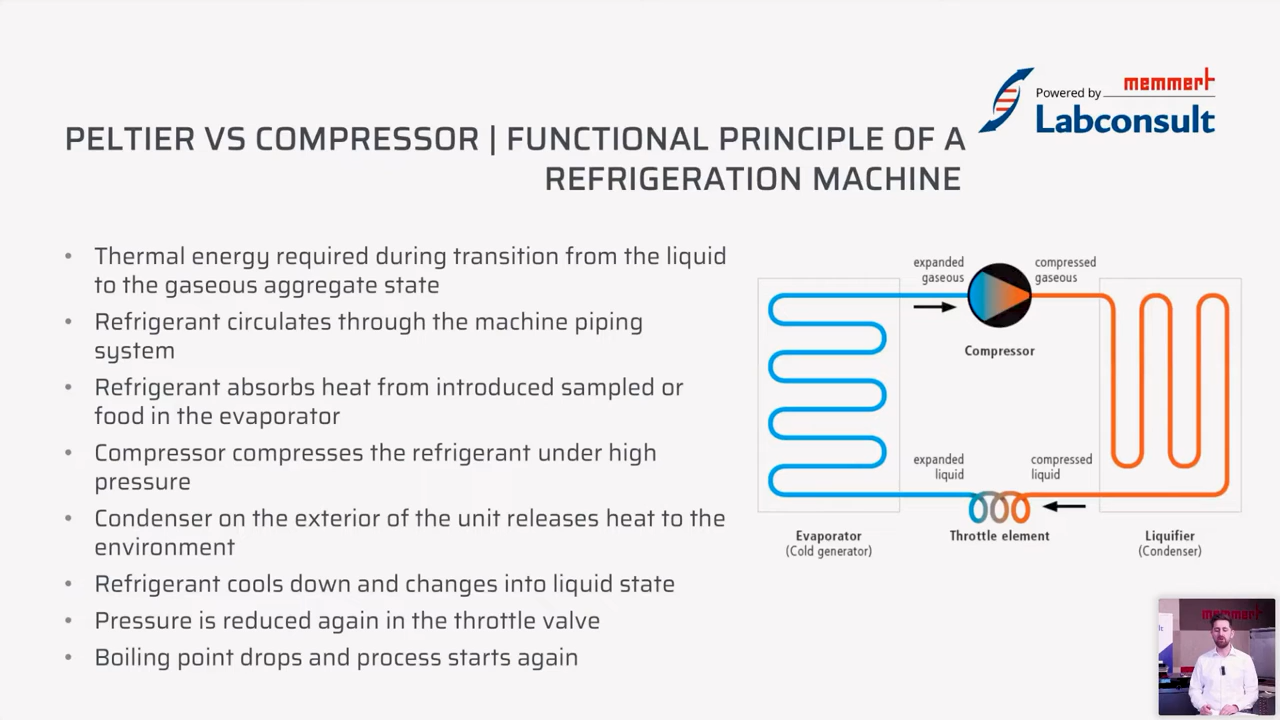 Powered by memmert
Labconsult
PELTIER VS COMPRESSOR | FUNCTIONAL PRINCIPLE OF A
REFRIGERATION MACHINE
• Thermal energy required during transition from the liquid
to the gaseous aggregate state
• Refrigerant circulates through the machine piping
system
• Refrigerant absorbs heat from introduced sampled or
food in the evaporator
• Compressor compresses the refrigerant under high
pressure
• Condenser on the exterior of the unit releases heat to the
environment
• Refrigerant cools down and changes into liquid state
• Pressure is reduced again in the throttle valve
• Boiling point drops and process starts again
expanded
gaseous
compressed
gaseous
Compressor
expanded
liquid
compressed
liquid
Evaporator
(Cold generator)
Throttle element
Liquifier
(Condenser)
memmert